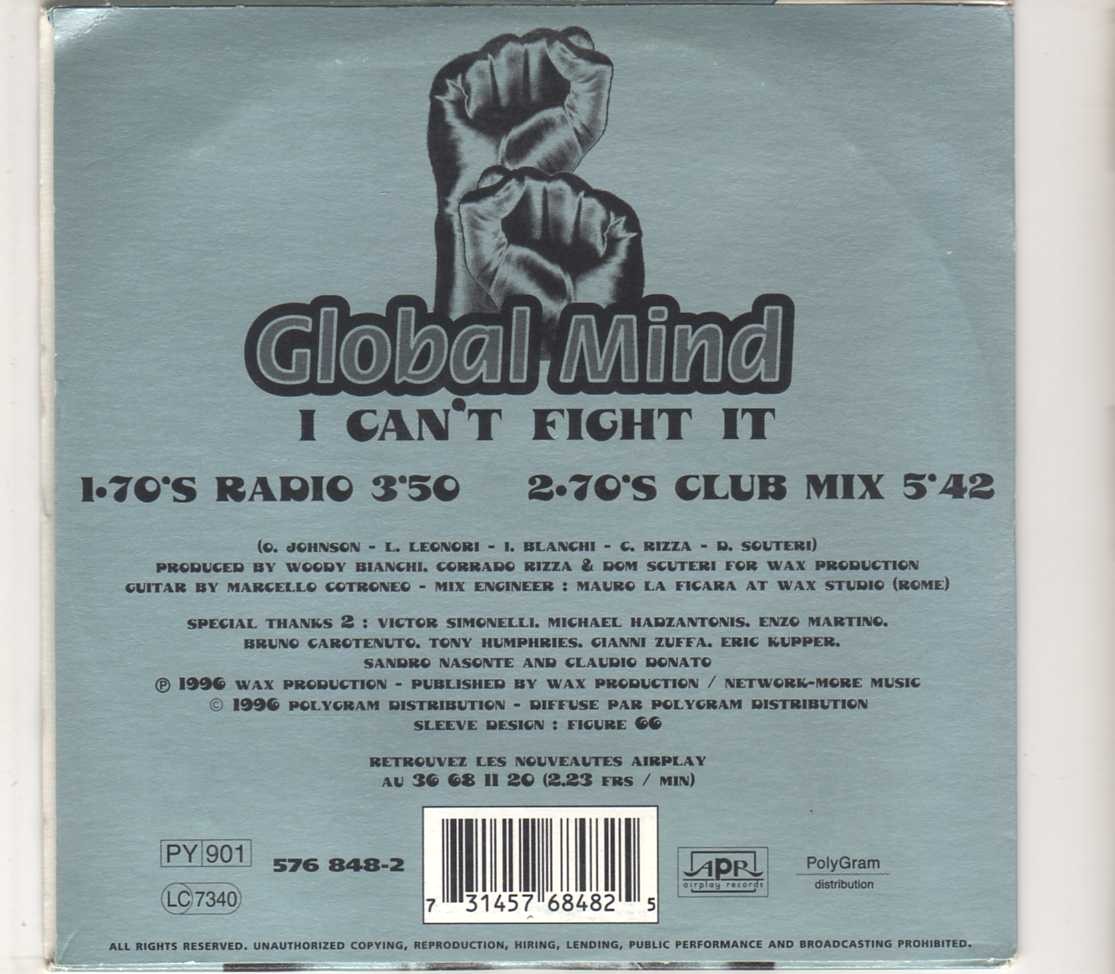 Global Mind
I CAN'T FIGHT IT
1•70'S RADIO 3'50 2•70'S CLUB MIX 5'42
(O. JOHNSON - L. LEONORI - I. BLANCHI - C. RIZZA - D. SOUTERI)
PRODUCED BY WOODY BIANCHI, CORRADO RIZZA & DOM SCUTERI FOR WAX PRODUCTION
GUITAR BY MARCELLO COTRONEO - MIX ENGINEER : MAURO LA FICARA AT WAX STUDIO (ROME)
SPECIAL THANKS 2 : VICTOR SIMONELLI, MICHAEL HADZANTONIS, ENZO MARTINO,
BRUNO CAROTENUTO, TONY HUMPHRIES, GIANNI ZUFFA, ERIC KUPPER,
SANDRO NASONTE AND CLAUDIO DONATO
℗ 1996 WAX PRODUCTION - PUBLISHED BY WAX PRODUCTION / NETWORK-MORE MUSIC
© 1996 POLYGRAM DISTRIBUTION - DIFFUSE PAR POLYGRAM DISTRIBUTION
SLEEVE DESIGN : FIGURE 66
RETROUVEZ LES NOUVEAUTES AIRPLAY
AU 36 68 11 20 (2.23 FRS / MIN)
PY 901
576 848-2
LC 7340
7 31457 68482 5
APR
airplay records
PolyGram
distribution
ALL RIGHTS RESERVED. UNAUTHORIZED COPYING, REPRODUCTION, HIRING, LENDING, PUBLIC PERFORMANCE AND BROADCASTING PROHIBITED.